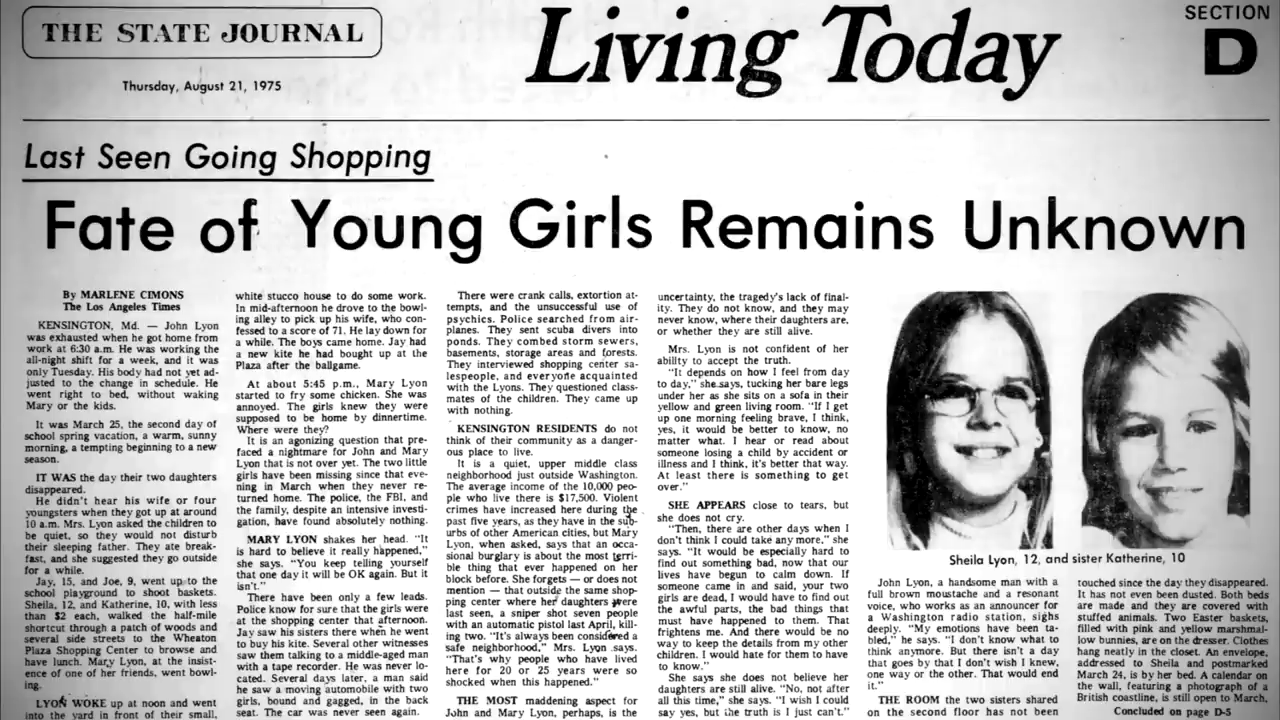 THE STATE JOURNAL
Thursday, August 21, 1975
Living Today
SECTION
D
Last Seen Going Shopping
Fate of Young Girls Remains Unknown
By MARLENE CIMONS
The Los Angeles Times
KENSINGTON, Md. — John Lyon
was exhausted when he got home from
work at 6:30 a.m. He was working the
all-night shift for a week, and it was
only Tuesday. His body had not yet ad-
justed to the change in schedule. He
went right to bed, without waking
Mary or the kids.
It was March 25, the second day of
school spring vacation, a warm, sunny
morning, a tempting beginning to a new
season.
IT WAS the day their two daughters
disappeared.
He didn't hear his wife or four
youngsters when they got up at around
10 a.m. Mrs. Lyon asked the children to
be quiet, so they would not disturb
their sleeping father. They ate break-
fast, and she suggested they go outside
for a while.
Jay, 15, and Joe, 9, went up to the
school playground to shoot baskets.
Sheila, 12, and Katherine, 10, with less
than $2 each, walked the half-mile
shortcut through a patch of woods and
several side streets to the Wheaton
Plaza Shopping Center to browse and
have lunch. Mary Lyon, at the insist-
ence of one of her friends, went bowl-
ing.
LYON WOKE up at noon and went
into the yard in front of their small,
white stucco house to do some work.
In mid-afternoon he drove to the bowl-
ing alley to pick up his wife, who con-
fessed to a score of 71. He lay down for
a while. The boys came home. Jay had
a new kite he had bought up at the
Plaza after the ballgame.
At about 5:45 p.m., Mary Lyon
started to fry some chicken. She was
annoyed. The girls knew they were
supposed to be home by dinnertime.
Where were they?
It is an agonizing question that pre-
faced a nightmare for John and Mary
Lyon that is not over yet. The two little
girls have been missing since that eve-
ning in March when they never re-
turned home. The police, the FBI, and
the family, despite an intensive investi-
gation, have found absolutely nothing.
MARY LYON shakes her head. "It
is hard to believe it really happened,"
she says. "You keep telling yourself
that one day it will be OK again. But it
isn't."
There have been only a few leads.
Police know for sure that the girls were
at the shopping center that afternoon.
Jay saw his sisters there when he went
to buy his kite. Several other witnesses
saw them talking to a middle-aged man
with a tape recorder. He was never lo-
cated. Several days later, a man said
he saw a moving automobile with two
girls, bound and gagged, in the back
seat. The car was never seen again.
There were crank calls, extortion at-
tempts, and the unsuccessful use of
psychics. Police searched from air-
planes. They sent scuba divers into
ponds. They combed storm sewers,
basements, storage areas and forests.
They interviewed shopping center sa-
lespeople, and everyone acquainted
with the Lyons. They questioned class-
mates of the children. They came up
with nothing.
KENSINGTON RESIDENTS do not
think of their community as a danger-
ous place to live.
It is a quiet, upper middle class
neighborhood just outside Washington.
The average income of the 10,000 peo-
ple who live there is $17,500. Violent
crimes have increased here during the
past five years, as they have in the sub-
urbs of other American cities, but Mary
Lyon, when asked, says that an occa-
sional burglary is about the most terri-
ble thing that ever happened on her
block before. She forgets — or does not
mention — that outside the same shop-
ping center where her daughters were
last seen, a sniper shot seven people
with an automatic pistol last April, kill-
ing two. "It's always been considered a
safe neighborhood," Mrs. Lyon says.
"That's why people who have lived
here for 20 or 25 years were so
shocked when this happened."
THE MOST maddening aspect for
John and Mary Lyon, perhaps, is the
uncertainty, the tragedy's lack of final-
ity. They do not know, and they may
never know, where their daughters are,
or whether they are still alive.
Mrs. Lyon is not confident of her
ability to accept the truth.
"It depends on how I feel from day
to day," she says, tucking her bare legs
under her as she sits on a sofa in their
yellow and green living room. "If I get
up one morning feeling brave, I think,
yes, it would be better to know, no
matter what. I hear or read about
someone losing a child by accident or
illness and I think, it's better that way.
At least there is something to get
over."
SHE APPEARS close to tears, but
she does not cry.
"Then, there are other days when I
don't think I could take any more," she
says. "It would be especially hard to
find out something bad, now that our
lives have begun to calm down. If
someone came in and said, your two
girls are dead, I would have to find out
the awful parts, the bad things that
must have happened to them. That
frightens me. And there would be no
way to keep the details from my other
children. I would hate for them to have
to know."
She says she does not believe her
daughters are still alive. "No, not after
all this time," she says. "I wish I could
say yes, but the truth is I just can't."
Sheila Lyon, 12, and sister Katherine, 10
John Lyon, a handsome man with a
full brown moustache and a resonant
voice, who works as an announcer for
a Washington radio station, sighs
deeply. "My emotions have been ta-
bled," he says. "I don't know what to
think anymore. But there isn't a day
that goes by that I don't wish I knew,
one way or the other. That would end
it."
THE ROOM the two sisters shared
on the second floor has not been
touched since the day they disappeared.
It has not even been dusted. Both beds
are made and they are covered with
stuffed animals. Two Easter baskets,
filled with pink and yellow marshmal-
low bunnies, are on the dresser. Clothes
hang neatly in the closet. An envelope,
addressed to Sheila and postmarked
March 24, is by her bed. A calendar on
the wall, featuring a photograph of a
British coastline, is still open to March,
Concluded on page D-5